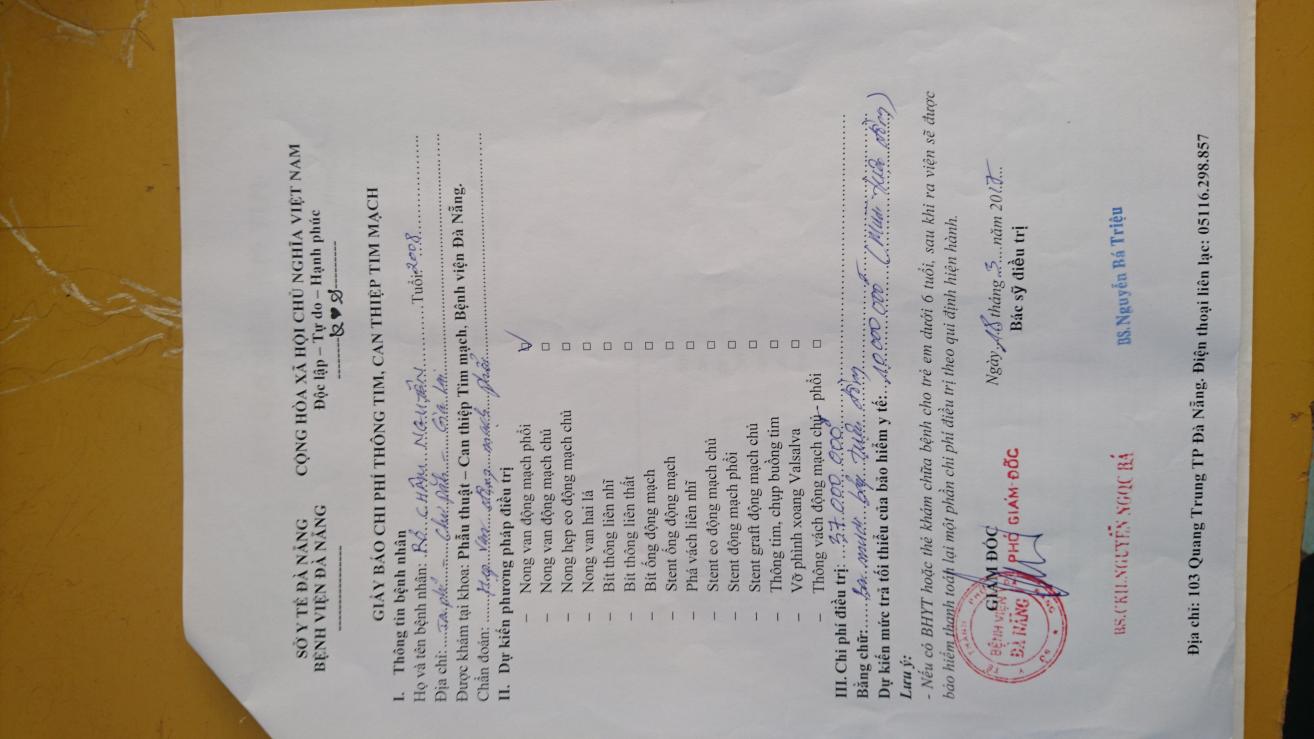 SỞ Y TẾ ĐÀ NẴNG CỘNG HÒA XÃ HỘI CHỦ NGHĨA VIỆT NAM
BỆNH VIỆN ĐÀ NẴNG Độc lập – Tự do – Hạnh phúc
GIẤY BÁO CHI PHÍ THÔNG TIM, CAN THIỆP TIM MẠCH
I. Thông tin bệnh nhân
Họ và tên bệnh nhân: Bé CHÂU Tuổi: 2008
Địa chỉ: Gia Lai
Được khám tại khoa: Phẫu thuật – Can thiệp Tim mạch, Bệnh viện Đà Nẵng.
Chẩn đoán: Hẹp van động mạch phổi
II. Dự kiến phương pháp điều trị
– Nong van động mạch phổi
– Nong van động mạch chủ
– Nong hẹp eo động mạch chủ
– Nong van hai lá
– Bít thông liên nhĩ
– Bít thông liên thất
– Bít ống động mạch
– Stent ống động mạch
– Phá vách liên nhĩ
– Stent eo động mạch chủ
– Stent động mạch phổi
– Stent graft động mạch chủ
– Thông tim, chụp buồng tim
– Vỡ phình xoang Valsalva
– Thông vách động mạch chủ - phổi
III. Chi phí điều trị: 37.000.000đ
Bằng chữ: Ba mươi bảy triệu đồng
Dự kiến mức trả tối thiểu của bảo hiểm y tế: (Mười triệu đồng)
Lưu ý:
- Nếu có BHYT hoặc thẻ khám chữa bệnh cho trẻ em dưới 6 tuổi, sau khi ra viện sẽ được
bảo hiểm thanh toán lại một phần chi phí điều trị theo qui định hiện hành.
Ngày 18 tháng 3 năm 201
GIÁM ĐỐC Bác sỹ điều trị
PHÓ GIÁM ĐỐC
BỆNH VIỆN
ĐÀ NẴNG
BS.CKII.NGUYỄN NGỌC BÁ BS.Nguyễn Bá Triệu
Địa chỉ: 103 Quang Trung TP Đà Nẵng. Điện thoại liên lạc: 05116.298.857